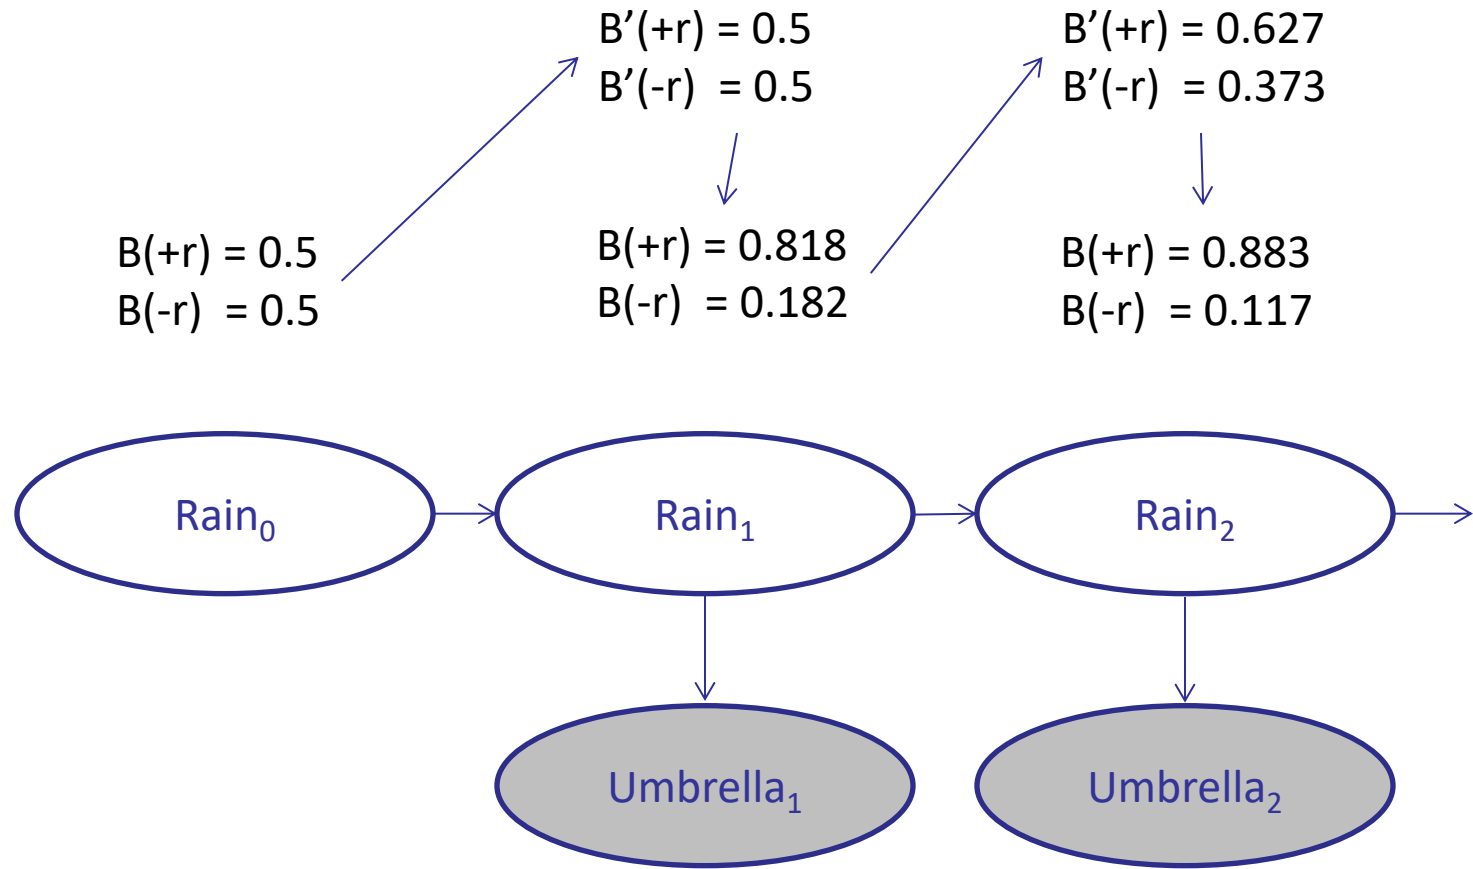 B’(+r) = 0.5
B’(-r) = 0.5
B’(+r) = 0.627
B’(-r) = 0.373
B(+r) = 0.5
B(-r) = 0.5
B(+r) = 0.818
B(-r) = 0.182
B(+r) = 0.883
B(-r) = 0.117
Rain0
Rain1
Rain2
Umbrella1
Umbrella2